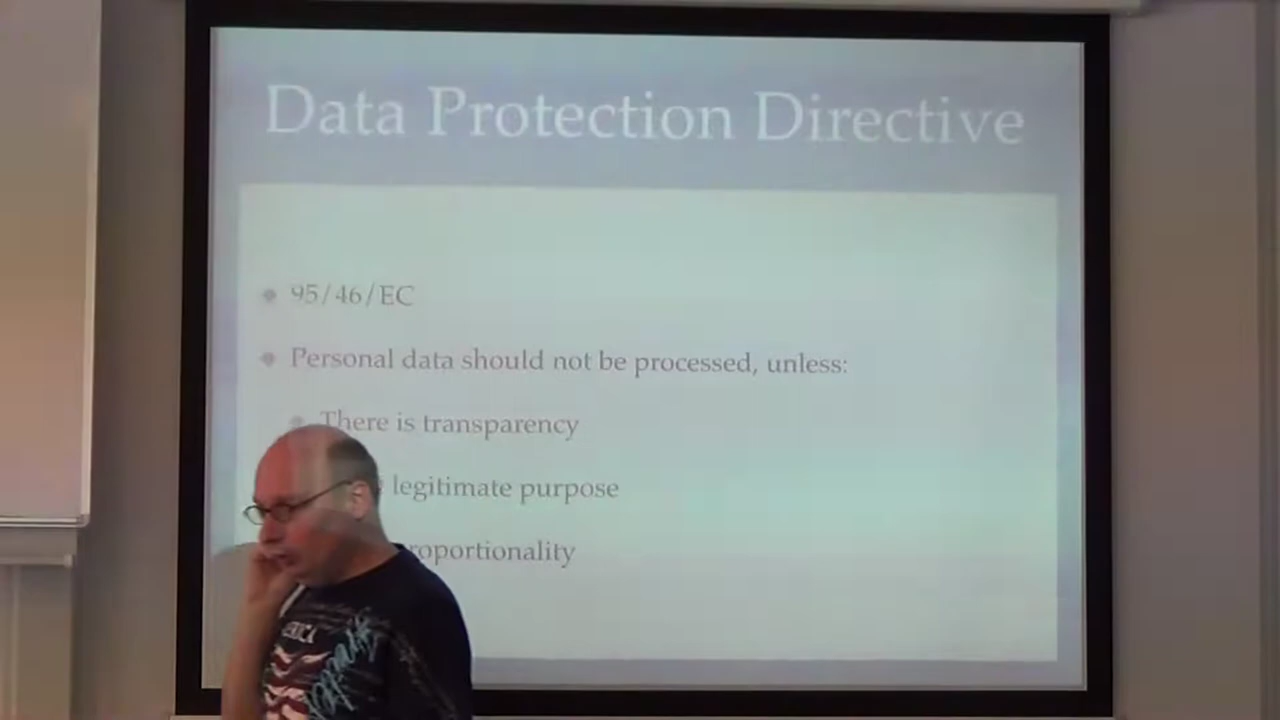 Data Protection Directive
95/46/EC
Personal data should not be processed, unless:
There is transparency
legitimate purpose
roportionality